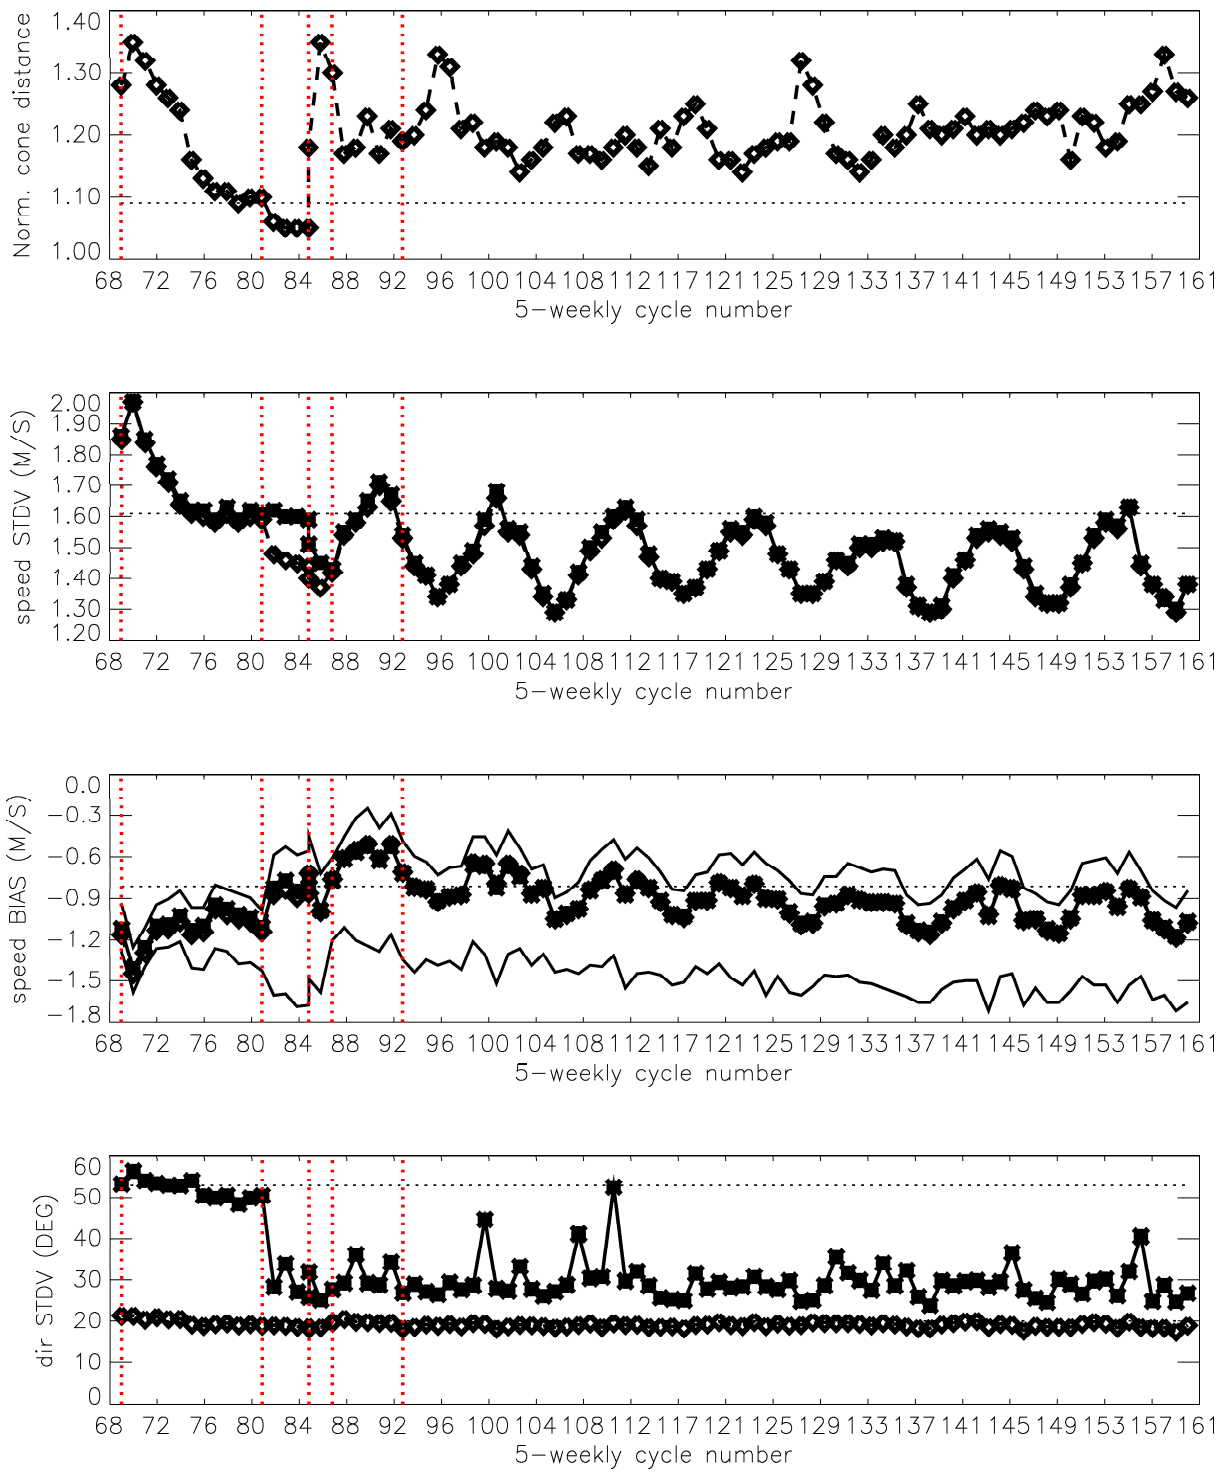 Norm. cone distance
1.40
1.30
1.20
1.10
1.00
68 72 76 80 84 88 92 96 100 104 108 112 117 121 125 129 133 137 141 145 149 153 157 161
5-weekly cycle number
speed STDV (M/S)
2.00
1.90
1.80
1.70
1.60
1.50
1.40
1.30
1.20
68 72 76 80 84 88 92 96 100 104 108 112 117 121 125 129 133 137 141 145 149 153 157 161
5-weekly cycle number
speed BIAS (M/S)
0.0
-0.3
-0.6
-0.9
-1.2
-1.5
-1.8
68 72 76 80 84 88 92 96 100 104 108 112 117 121 125 129 133 137 141 145 149 153 157 161
5-weekly cycle number
dir STDV (DEG)
60
50
40
30
20
10
0
68 72 76 80 84 88 92 96 100 104 108 112 117 121 125 129 133 137 141 145 149 153 157 161
5-weekly cycle number